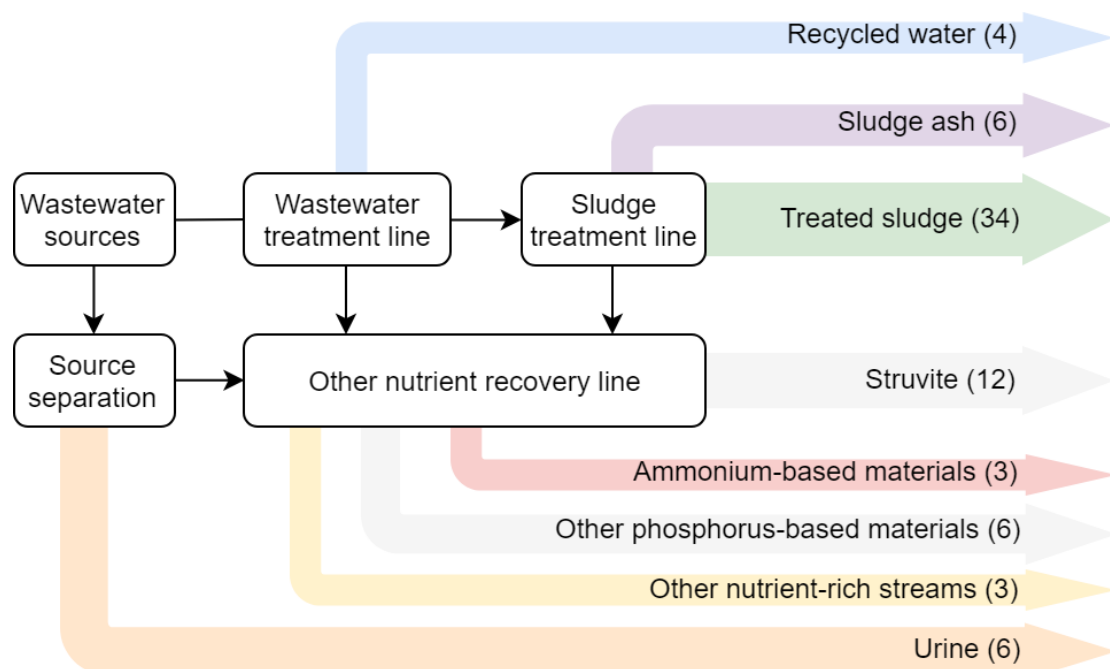 Recycled water (4)
Sludge ash (6)
Wastewater
sources
Wastewater
treatment line
Sludge
treatment line
Treated sludge (34)
Source
separation
Other nutrient recovery line
Struvite (12)
Ammonium-based materials (3)
Other phosphorus-based materials (6)
Other nutrient-rich streams (3)
Urine (6)